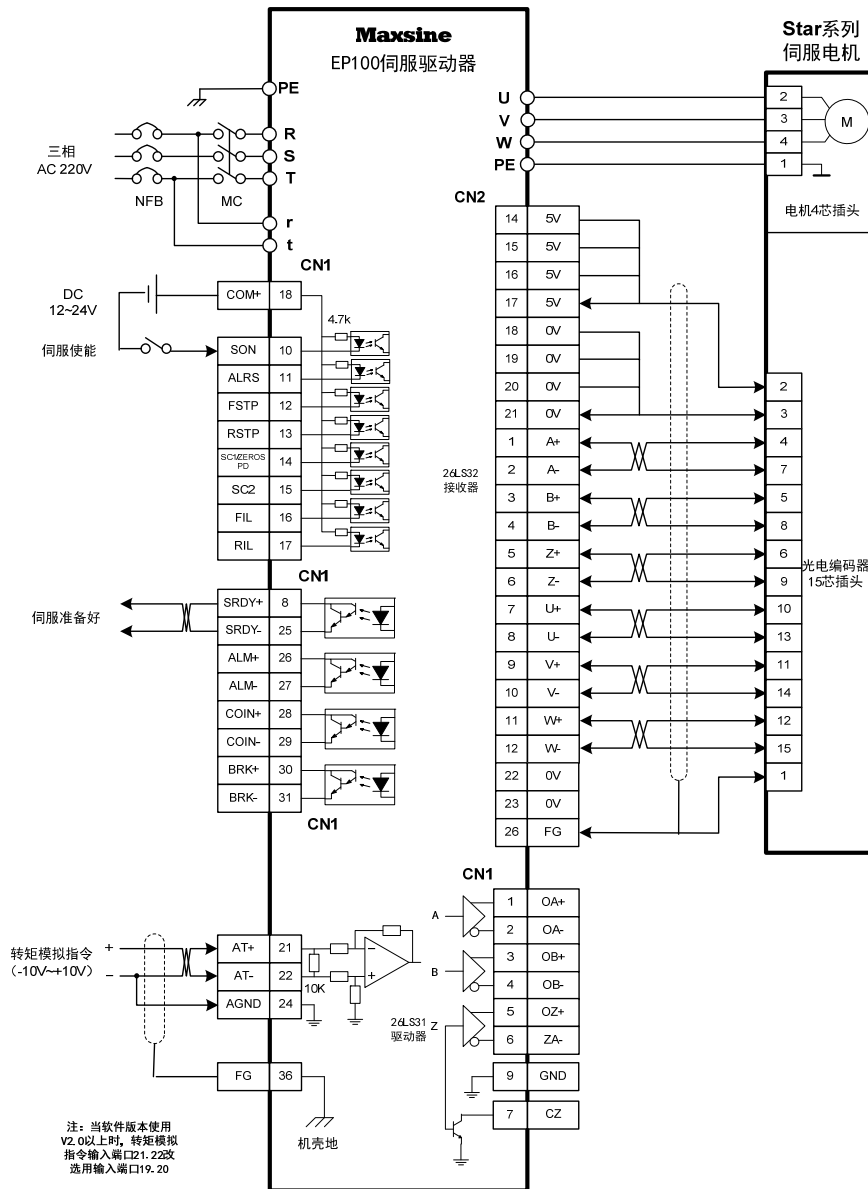 Maxsine
EP100伺服驱动器
Star系列
伺服电机
PE
三相
AC 220V
R
S
T
NFB
MC
r
t
U
V
W
PE
2
3
4
1
M
电机4芯插头
CN1
DC
12~24V
COM+ 18
4.7k
伺服使能
SON 10
ALRS 11
FSTP 12
RSTP 13
SC1/ZEROS
PD
14
SC2 15
FIL 16
RIL 17
CN1
伺服准备好
SRDY+ 8
SRDY- 25
ALM+ 26
ALM- 27
COIN+ 28
COIN- 29
BRK+ 30
BRK- 31
CN1
转矩模拟指令
（-10V~+10V）
+
-
AT+ 21
AT- 22
AGND 24
10K
FG 36
机壳地
注：当软件版本使用
V2.0以上时，转矩模拟
指令输入端口21.22改
选用输入端口19-20
CN2
14 5V
15 5V
16 5V
17 5V
18 0V
19 0V
20 0V
21 0V
1 A+
2 A-
3 B+
4 B-
5 Z+
6 Z-
7 U+
8 U-
9 V+
10 V-
11 W+
12 W-
22 0V
23 0V
26 FG
26LS32
接收器
2
3
4
7
5
8
6
9
10
13
11
14
12
15
1
光电编码器
15芯插头
CN1
A
B
Z
26LS31
驱动器
1 OA+
2 OA-
3 OB+
4 OB-
5 OZ+
6 ZA-
9 GND
7 CZ